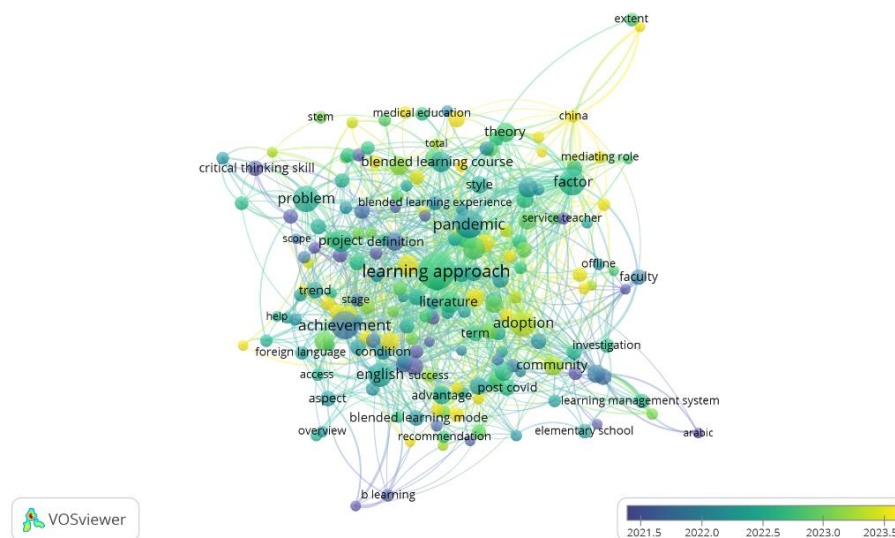 extent
stem
medical education
china
total
theory
blended learning course
mediating role
critical thinking skill
style
factor
problem
blended learning experience
pandemic
service teacher
scope
project
definition
learning approach
offline
faculty
trend
stage
literature
help
achievement
term
adoption
foreign language
condition
investigation
access
english
success
community
aspect
advantage
post covid
learning management system
blended learning mode
overview
recommendation
elementary school
arabic
b learning
VOSviewer
2021.5
2022.0
2022.5
2023.0
2023.5